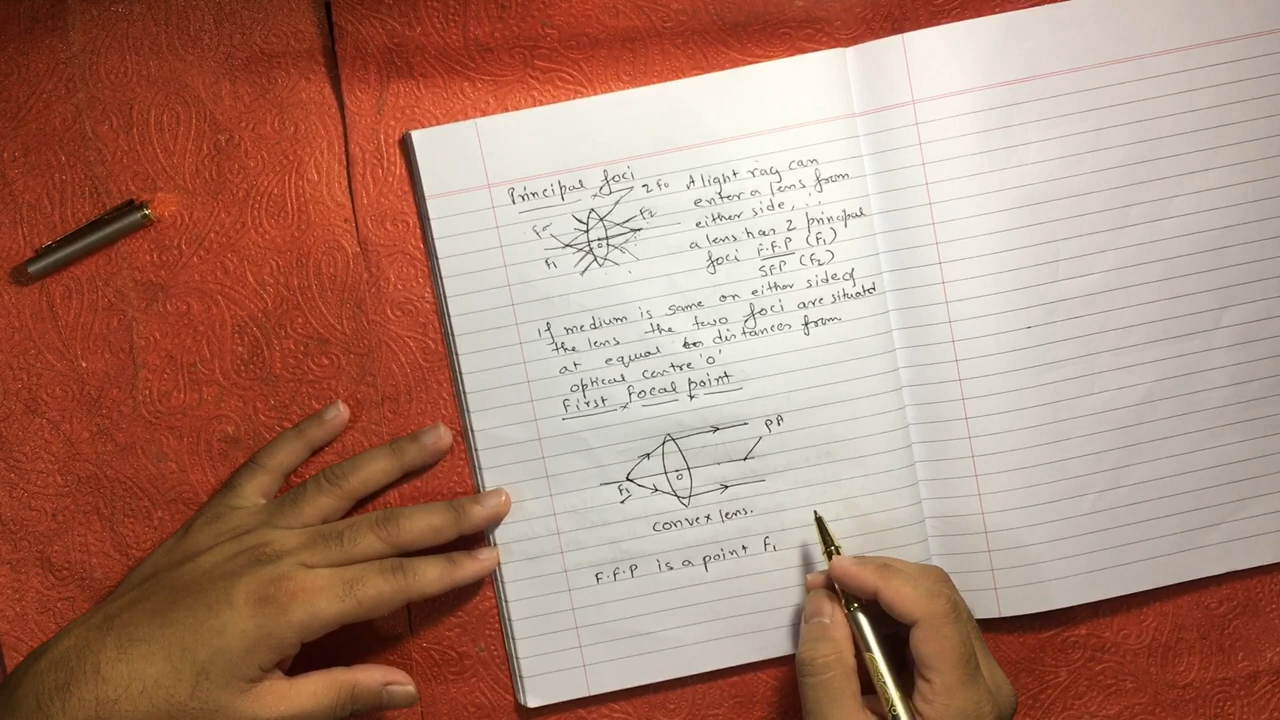 Principal foci
2F0
F2
F1
A light ray can
enter a lens from
either side, ∴
a lens has 2 principal
foci F.F.P (F1)
SFP (F2)
If medium is same on either side of
the lens the two foci are situated
at equal distances from
optical centre 'O'
First focal point
PA
F1
O
convex lens.
F.F.P is a point F1